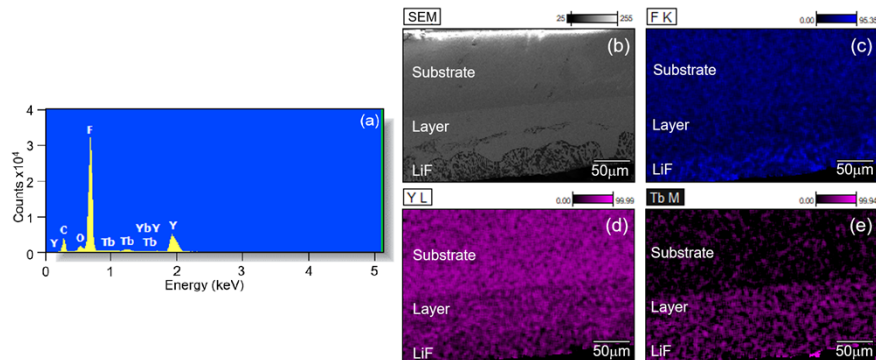 (a)
Counts x10⁴
4
3
2
1
0
F
Y
C
O
Tb
Tb
Yb Y
Tb
Y
0 1 2 3 4 5
Energy (keV)
SEM
25 255
(b)
Substrate
Layer
LiF
50μm
F K
0.00 95.35
(c)
Substrate
Layer
LiF
50μm
Y L
0.00 99.99
(d)
Substrate
Layer
LiF
50μm
Tb M
0.00 99.94
(e)
Substrate
Layer
LiF
50μm